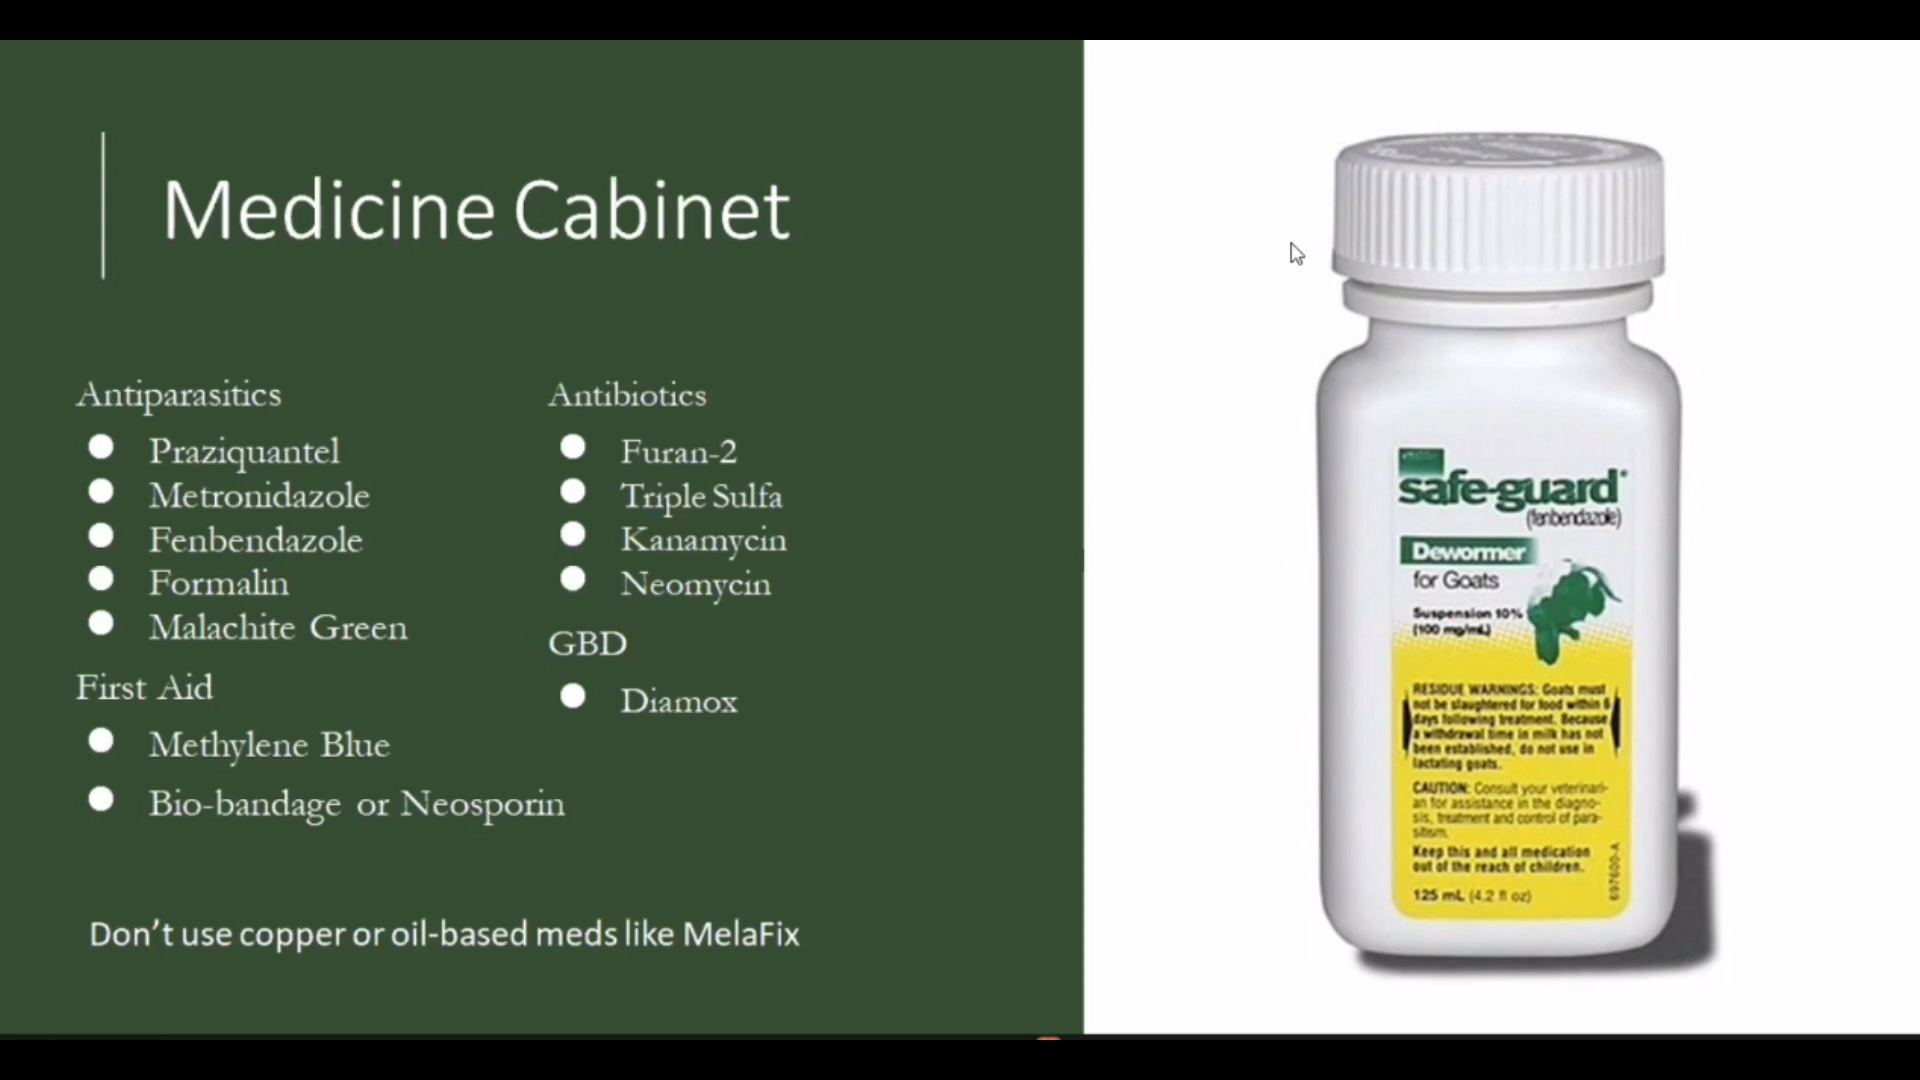 Medicine Cabinet
Antiparasitics
Praziquantel
Metronidazole
Fenbendazole
Formalin
Malachite Green
First Aid
Methylene Blue
Bio-bandage or Neosporin
Antibiotics
Furan-2
Triple Sulfa
Kanamycin
Neomycin
GBD
Diamox
Don't use copper or oil-based meds like MelaFix
safe-guard®
(fenbendazole)
Dewormer
for Goats
Suspension 10%
(100 mg/mL)
RESIDUE WARNINGS: Goats must
not be slaughtered for food within 6
days following treatment. Because
a withdrawal time in milk has not
been established, do not use in
lactating goats.
CAUTION: Consult your veterinari-
an for assistance in the diagno-
sis, treatment and control of para-
sitism.
Keep this and all medication
out of the reach of children.
125 mL (4.2 fl oz)
697600-A